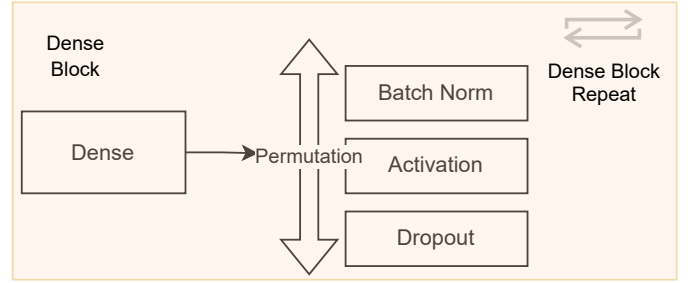 Dense
Block
Dense
Permutation
Batch Norm
Activation
Dropout
Dense Block
Repeat